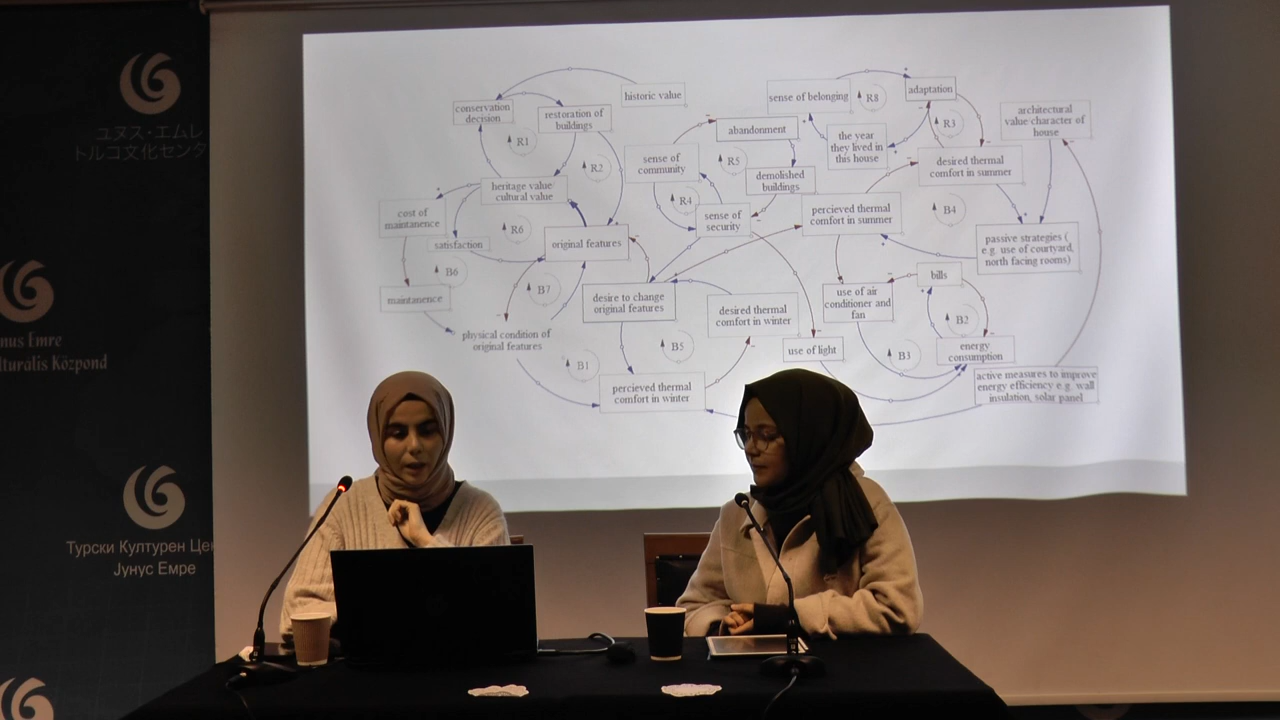 ユヌス・エムレ
トルコ文化センタ
nus Emre
lturális Központ
Турски Културен Це
Јунус Емре
historic value
conservation
decision
restoration of
buildings
R1
R2
heritage value
cultural value
cost of
maintanence
satisfaction
R6
original features
B6
maintanence
B7
physical condition of
original features
B1
sense of belonging
R8
adaptation
architectural
value character of
house
abandonment
the year
they lived in
this house
R3
sense of
community
R5
demolished
buildings
desired thermal
comfort in summer
R4
sense of
security
percieved thermal
comfort in summer
B4
passive strategies (
e.g. use of courtyard,
north facing rooms)
desire to change
original features
desired thermal
comfort in winter
use of air
conditioner and
fan
bills
B2
B5
use of light
B3
energy
consumption
percieved thermal
comfort in winter
active measures to improve
energy efficiency e.g. wall
insulation, solar panel